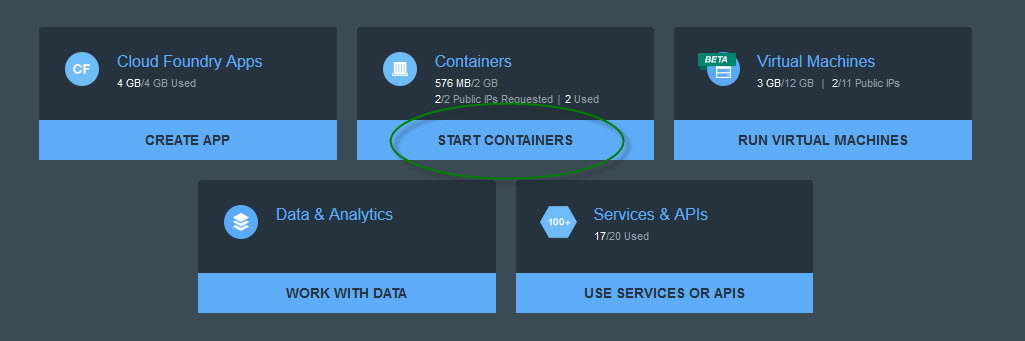 CF
Cloud Foundry Apps
4 GB/4 GB Used
CREATE APP
Containers
576 MB/2 GB
2/2 Public IPs Requested | 2 Used
START CONTAINERS
BETA
Virtual Machines
3 GB/12 GB | 2/11 Public IPs
RUN VIRTUAL MACHINES
Data & Analytics
WORK WITH DATA
100+
Services & APIs
17/20 Used
USE SERVICES OR APIS